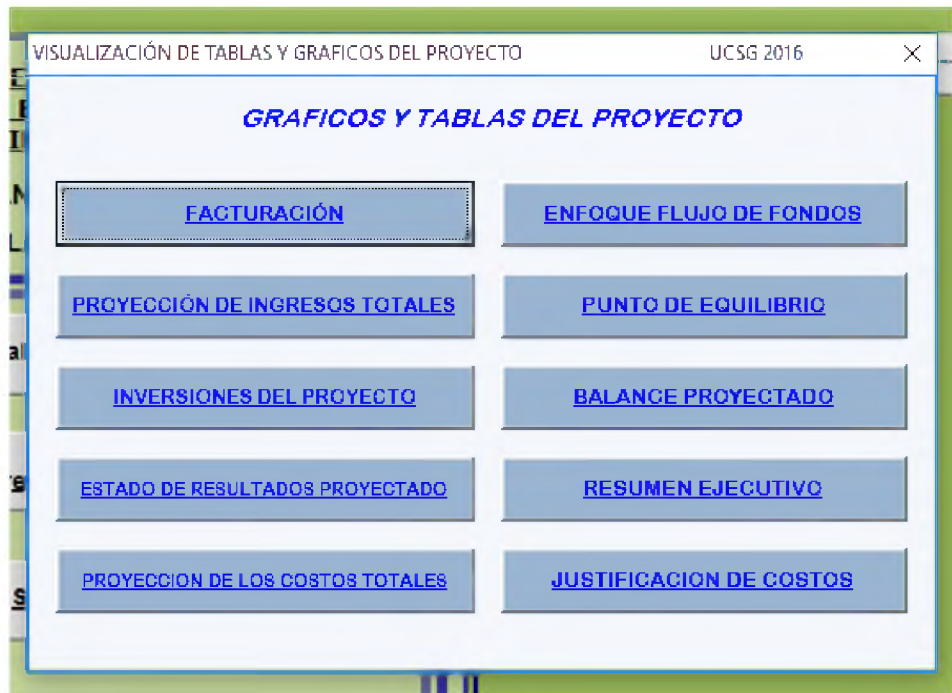 VISUALIZACIÓN DE TABLAS Y GRAFICOS DEL PROYECTO UCSG 2016
GRAFICOS Y TABLAS DEL PROYECTO
FACTURACIÓN
ENFOQUE FLUJO DE FONDOS
PROYECCIÓN DE INGRESOS TOTALES
PUNTO DE EQUILIBRIO
INVERSIONES DEL PROYECTO
BALANCE PROYECTADO
ESTADO DE RESULTADOS PROYECTADO
RESUMEN EJECUTIVO
PROYECCION DE LOS COSTOS TOTALES
JUSTIFICACION DE COSTOS